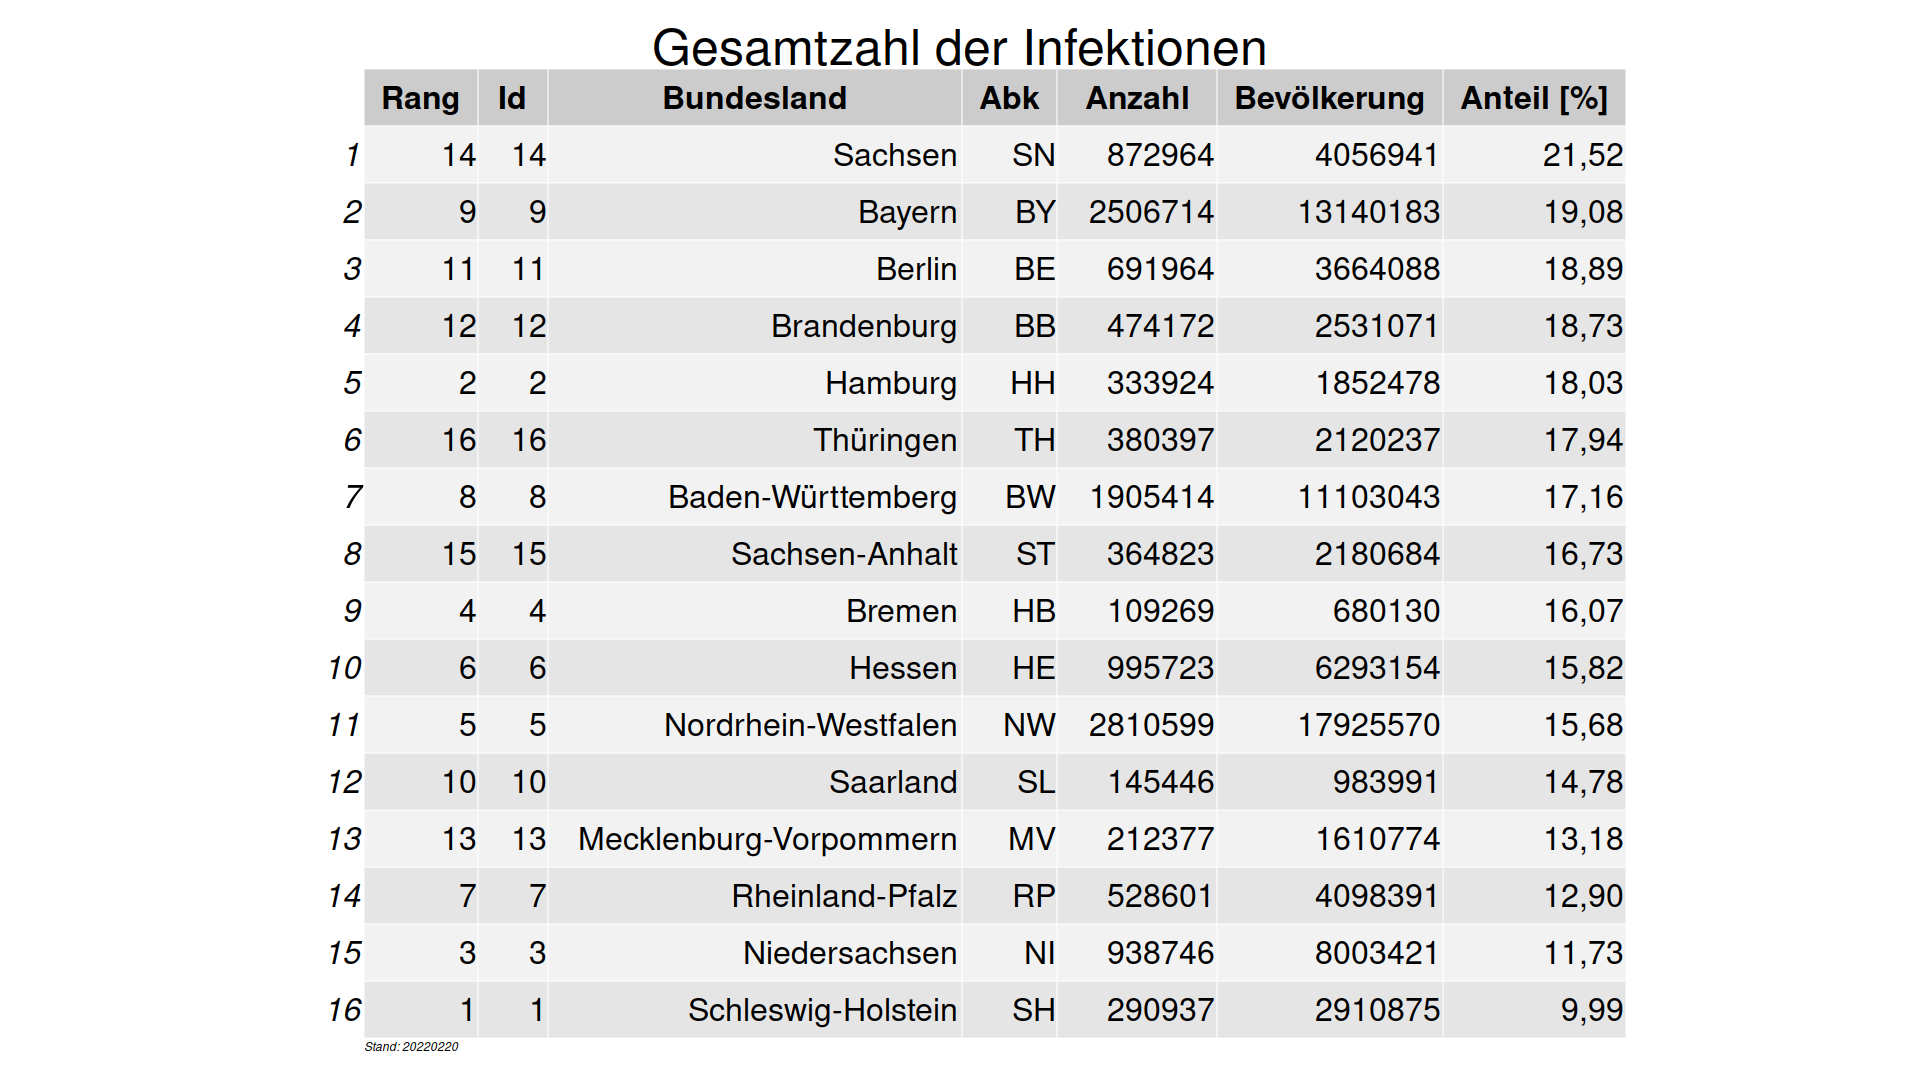 Gesamtzahl der Infektionen
Rang Id Bundesland Abk Anzahl Bevölkerung Anteil [%]
1 14 14 Sachsen SN 872964 4056941 21,52
2 9 9 Bayern BY 2506714 13140183 19,08
3 11 11 Berlin BE 691964 3664088 18,89
4 12 12 Brandenburg BB 474172 2531071 18,73
5 2 2 Hamburg HH 333924 1852478 18,03
6 16 16 Thüringen TH 380397 2120237 17,94
7 8 8 Baden-Württemberg BW 1905414 11103043 17,16
8 15 15 Sachsen-Anhalt ST 364823 2180684 16,73
9 4 4 Bremen HB 109269 680130 16,07
10 6 6 Hessen HE 995723 6293154 15,82
11 5 5 Nordrhein-Westfalen NW 2810599 17925570 15,68
12 10 10 Saarland SL 145446 983991 14,78
13 13 13 Mecklenburg-Vorpommern MV 212377 1610774 13,18
14 7 7 Rheinland-Pfalz RP 528601 4098391 12,90
15 3 3 Niedersachsen NI 938746 8003421 11,73
16 1 1 Schleswig-Holstein SH 290937 2910875 9,99
Stand: 20220220